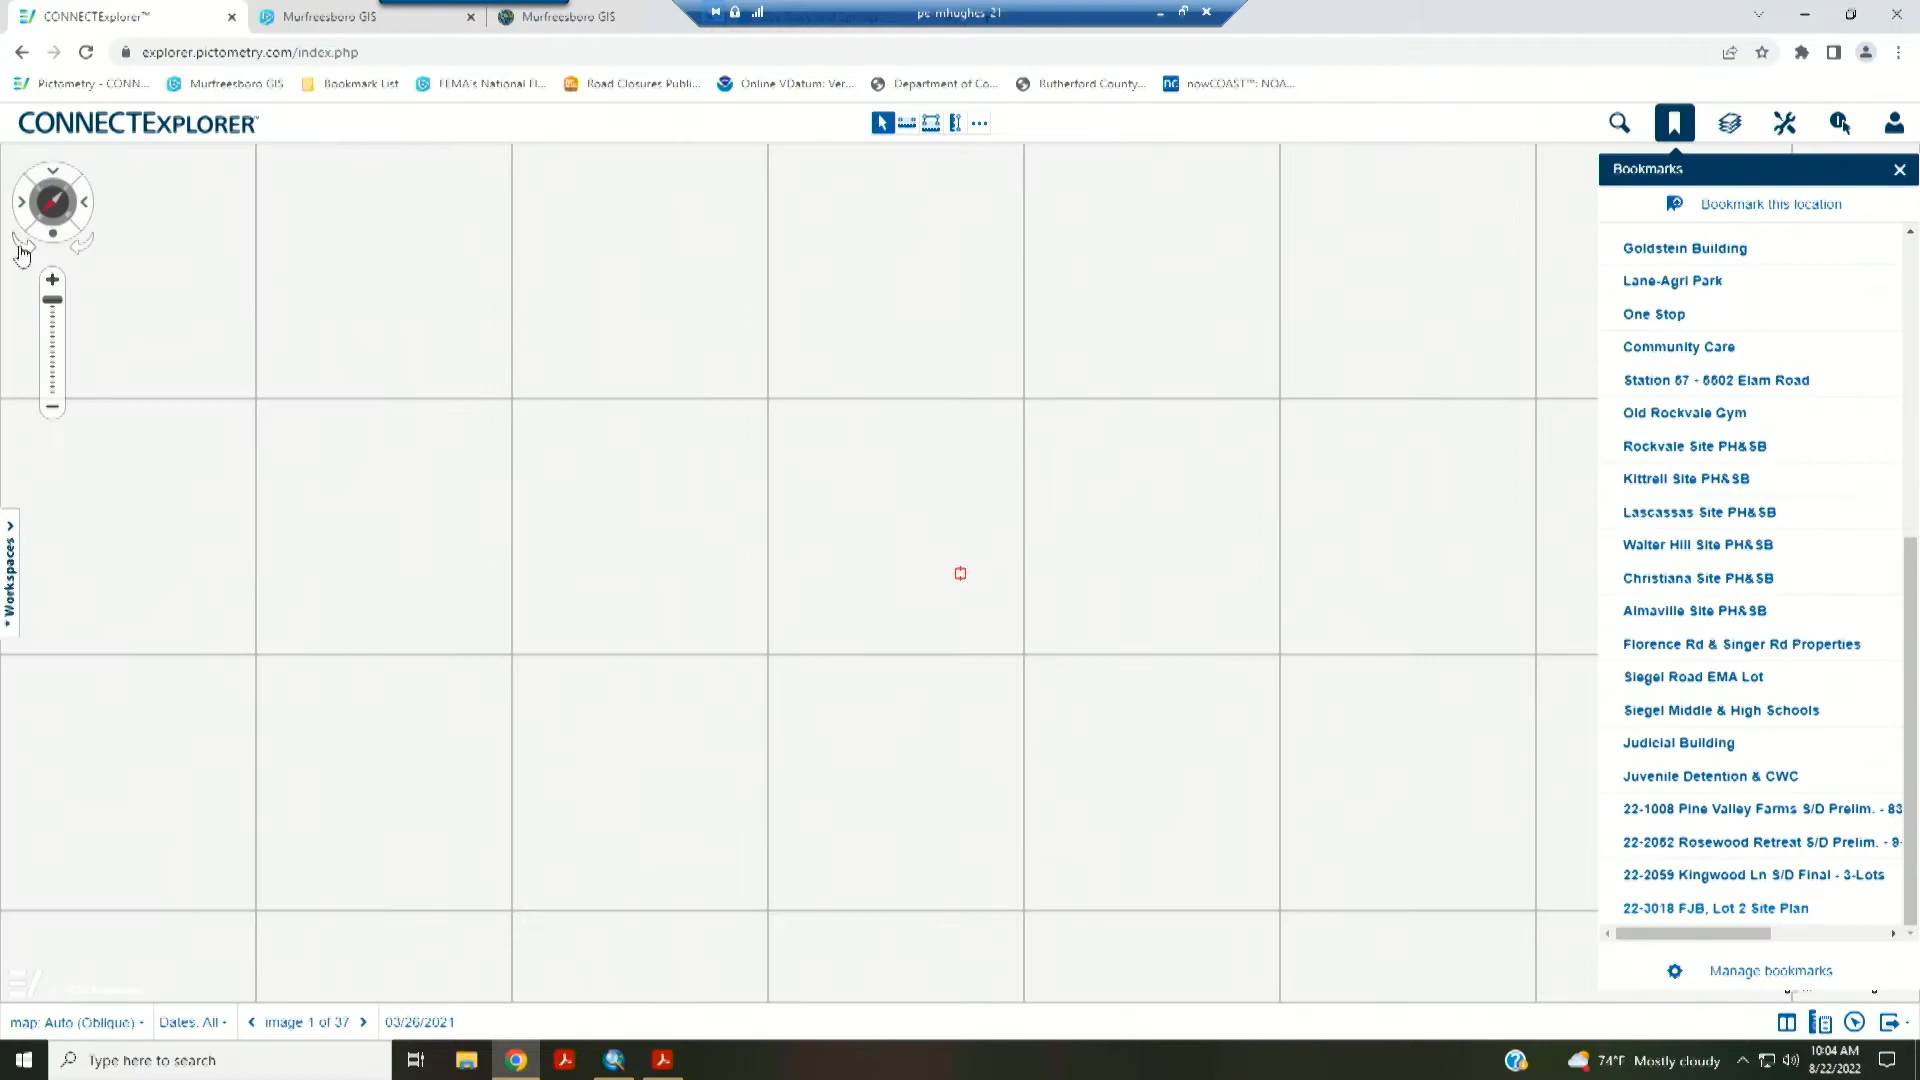 CONNECTExplorer™
Murfreesboro GIS
Murfreesboro GIS
pc-mhughes-21
explorer.pictometry.com/index.php
Pictometry - CONN...
Murfreesboro GIS
Bookmark List
FEMA's National Fl...
Road Closures Publi...
Online VDatum: Ver...
Department of Co...
Rutherford County...
nowCOAST™: NOA...
CONNECTEXPLORER™
Bookmarks
Bookmark this location
Goldstein Building
Lane-Agri Park
One Stop
Community Care
Station 67 - 6602 Elam Road
Old Rockvale Gym
Rockvale Site PH&SB
Kittrell Site PH&SB
Lascassas Site PH&SB
Walter Hill Site PH&SB
Christiana Site PH&SB
Almaville Site PH&SB
Florence Rd & Singer Rd Properties
Siegel Road EMA Lot
Siegel Middle & High Schools
Judicial Building
Juvenile Detention & CWC
22-1008 Pine Valley Farms S/D Prelim. - 83
22-2062 Rosewood Retreat S/D Prelim. - 9-
22-2059 Kingwood Ln S/D Final - 3-Lots
22-3018 FJB, Lot 2 Site Plan
Manage bookmarks
Workspaces
map: Auto (Oblique)
Dates: All
image 1 of 37
03/26/2021
Type here to search
74°F Mostly cloudy
10:04 AM
8/22/2022